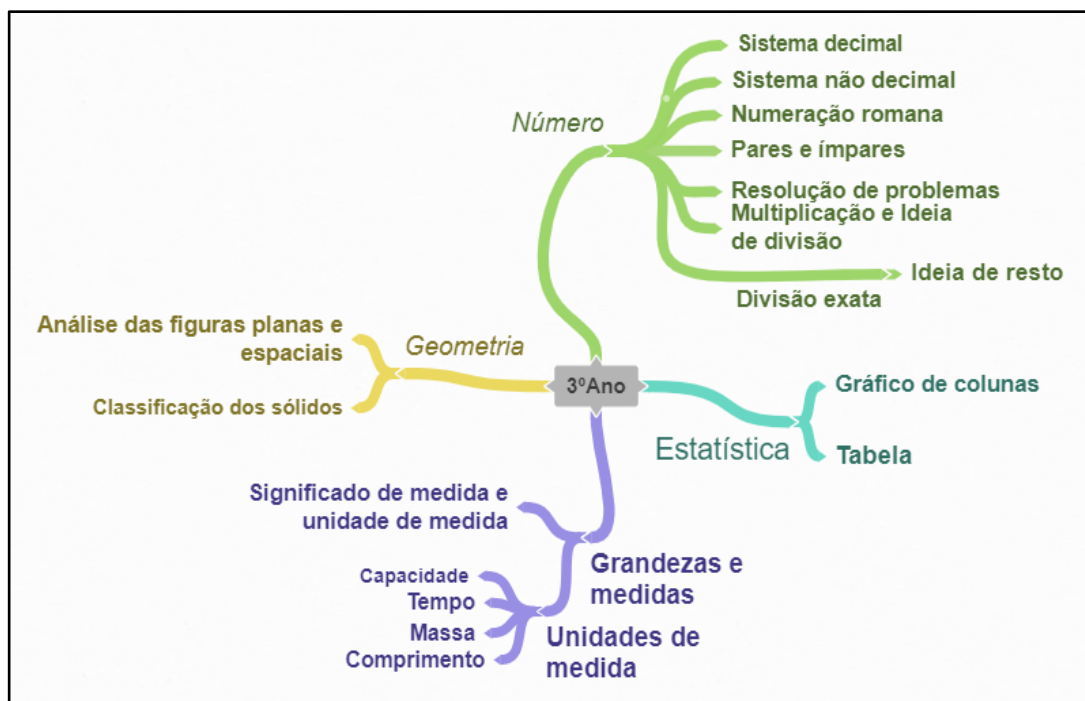 Número
Sistema decimal
Sistema não decimal
Numeração romana
Pares e ímpares
Resolução de problemas
Multiplicação e Ideia
de divisão
Divisão exata
Ideia de resto
Geometria
Análise das figuras planas e
espaciais
Classificação dos sólidos
3ºAno
Estatística
Gráfico de colunas
Tabela
Grandezas e
medidas
Significado de medida e
unidade de medida
Unidades de
medida
Capacidade
Tempo
Massa
Comprimento